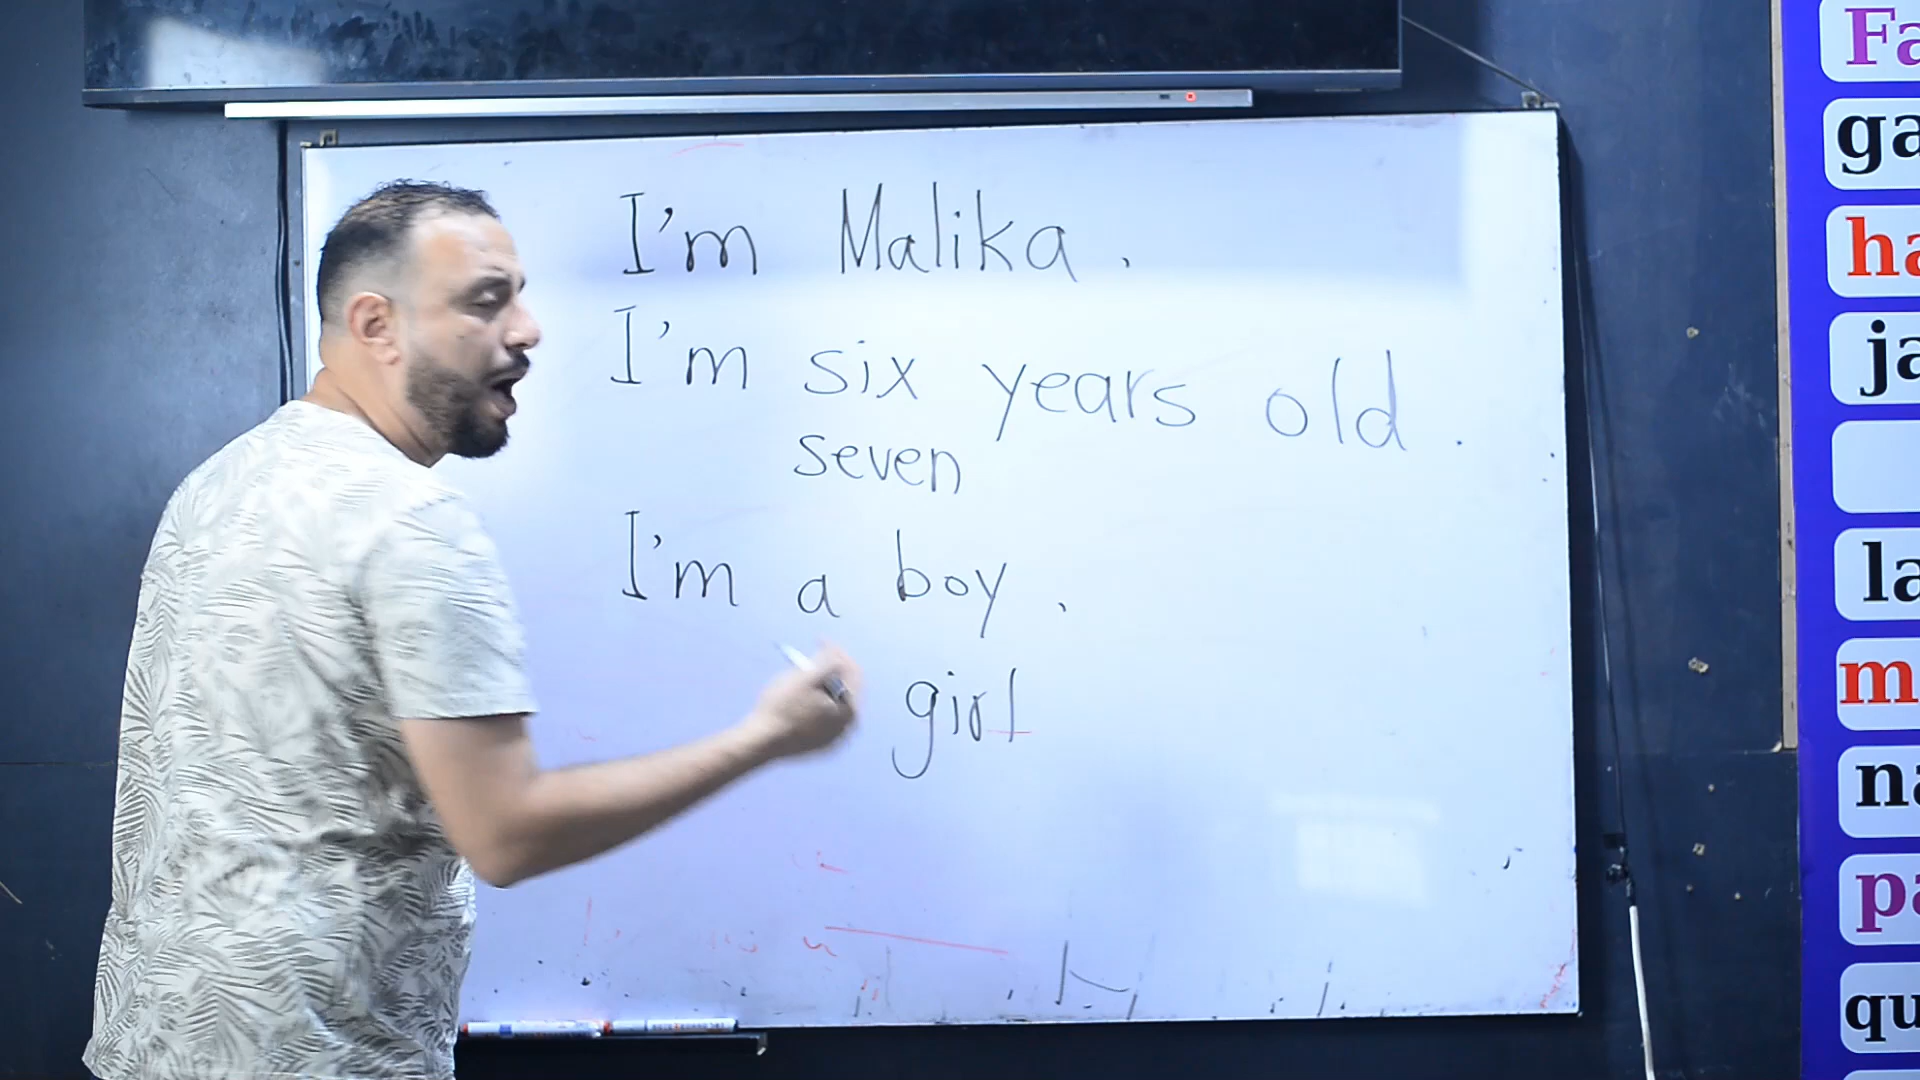 I'm Malika.
I'm six years old.
seven
I'm a boy.
girl
Fa
ga
ha
ja
la
m
na
pa
qu